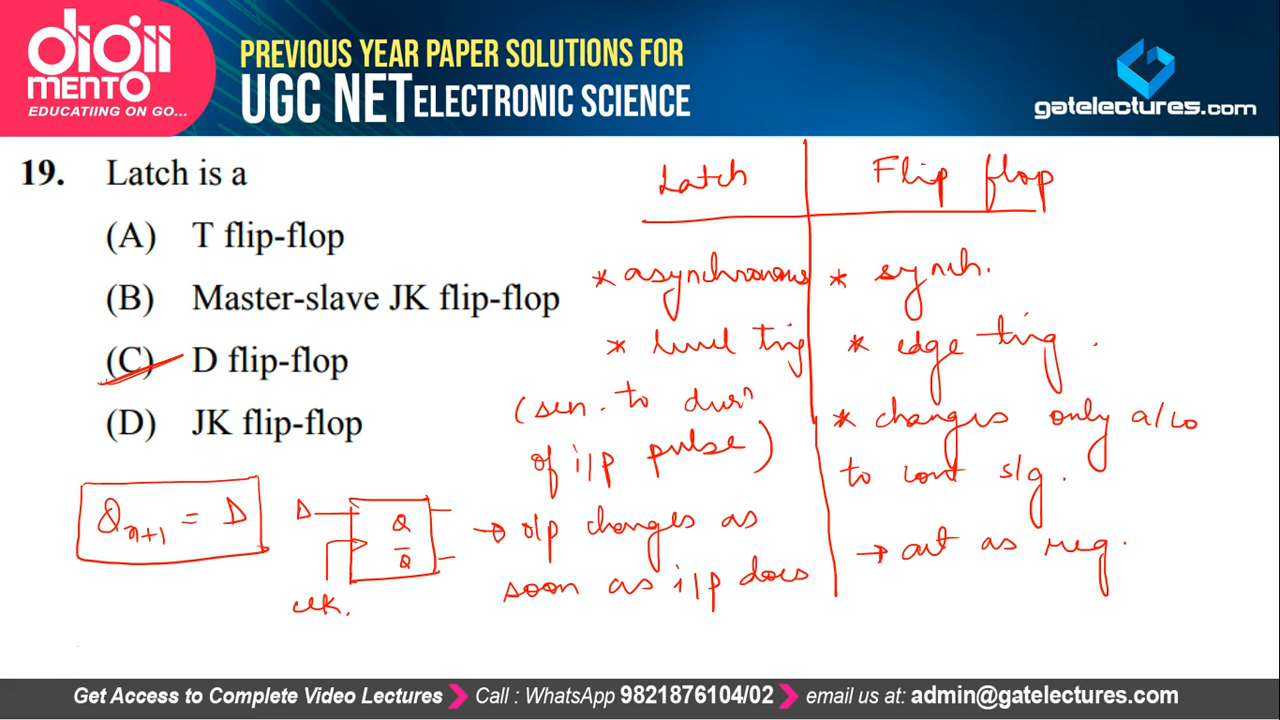 diGii
MENTO
EDUCATIING ON GO...
PREVIOUS YEAR PAPER SOLUTIONS FOR
UGC NET ELECTRONIC SCIENCE
gatelectures.com
19. Latch is a
(A) T flip-flop
(B) Master-slave JK flip-flop
(C) D flip-flop
(D) JK flip-flop
Qn+1 = D
D
Q
Q̅
clk.
Latch
* asynchronous
* level trig
(sen. to durⁿ
of i/p pulse)
→ o/p changes as
soon as i/p does
Flip flop
* synch.
* edge trig.
* changes only a/co
to cont s/g.
→ act as reg.
Get Access to Complete Video Lectures
Call : WhatsApp 9821876104/02
email us at: admin@gatelectures.com